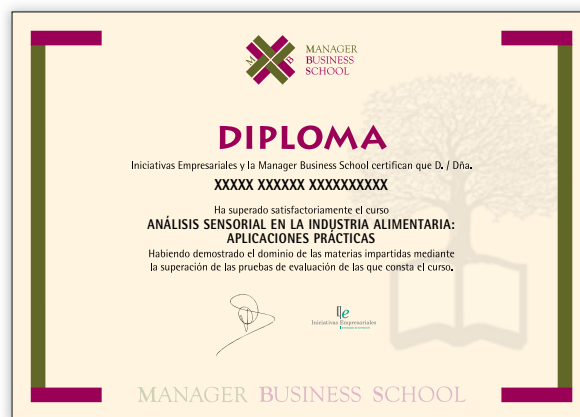 M B
MANAGER
BUSINESS
SCHOOL
DIPLOMA
Iniciativas Empresariales y la Manager Business School certifican que D. / Dña.
XXXXX XXXXXX XXXXXXXXXX
Ha superado satisfactoriamente el curso
ANÁLISIS SENSORIAL EN LA INDUSTRIA ALIMENTARIA:
APLICACIONES PRÁCTICAS
Habiendo demostrado el dominio de las materias impartidas mediante
la superación de las pruebas de evaluación de las que consta el curso.
Iniciativas Empresariales
MANAGER BUSINESS SCHOOL